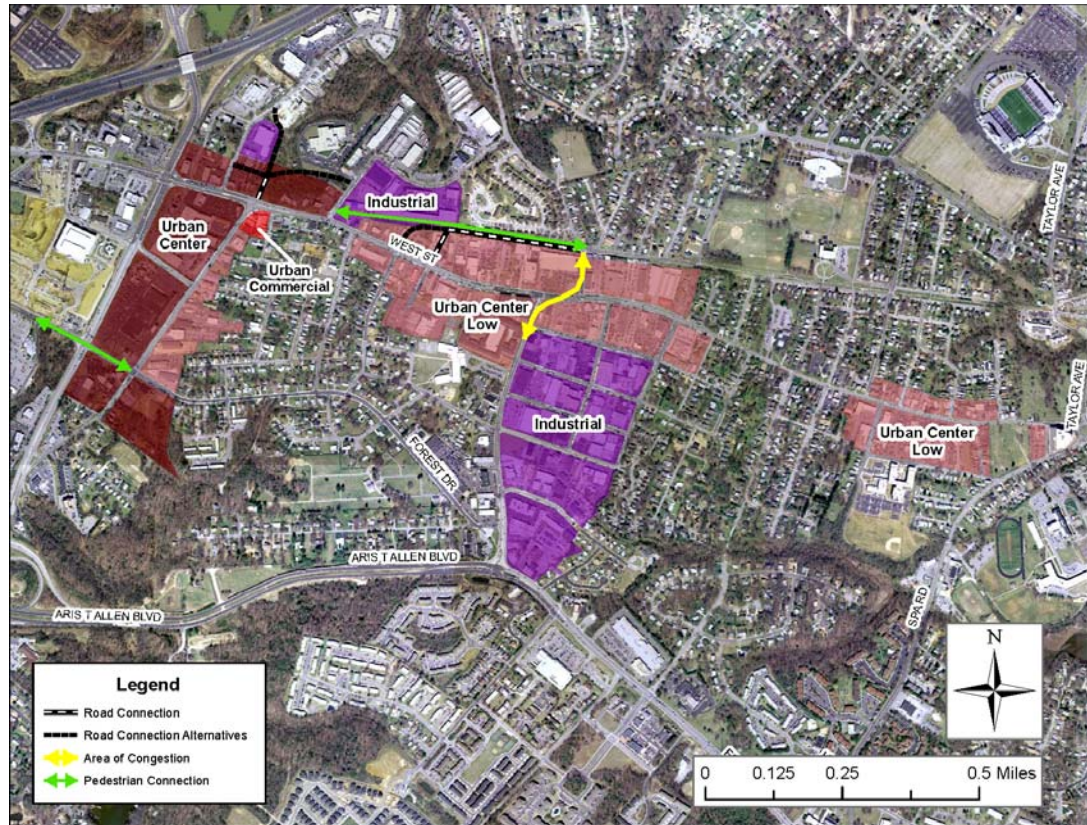 TAYLOR AVE
Industrial
Urban
Center
WEST ST
Urban
Commercial
Urban Center
Low
Industrial
Urban Center
Low
TAYLOR AVE
FOREST DR
ARIS T ALLEN BLVD
ARIS T ALLEN BLVD
SPA RD
N
Legend
Road Connection
Road Connection Alternatives
Area of Congestion
Pedestrian Connection
0 0.125 0.25 0.5 Miles